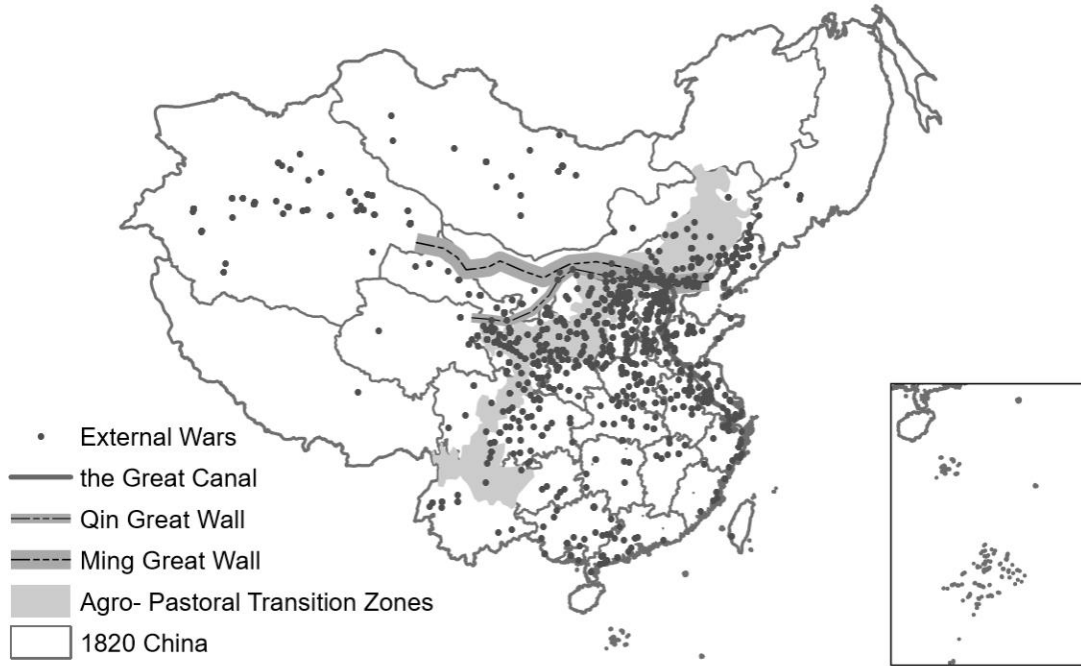 External Wars
the Great Canal
Qin Great Wall
Ming Great Wall
Agro- Pastoral Transition Zones
1820 China